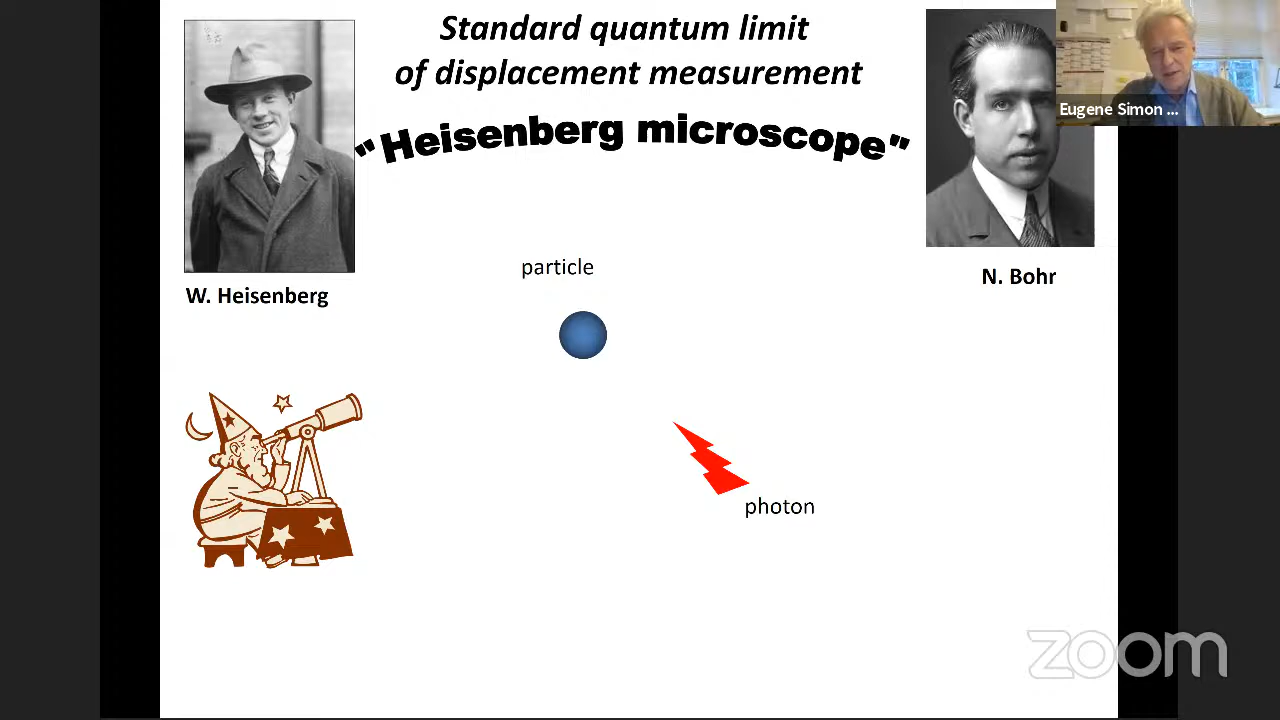 Standard quantum limit
of displacement measurement
"Heisenberg microscope"
Eugene Simon ...
W. Heisenberg
N. Bohr
particle
photon
zoom